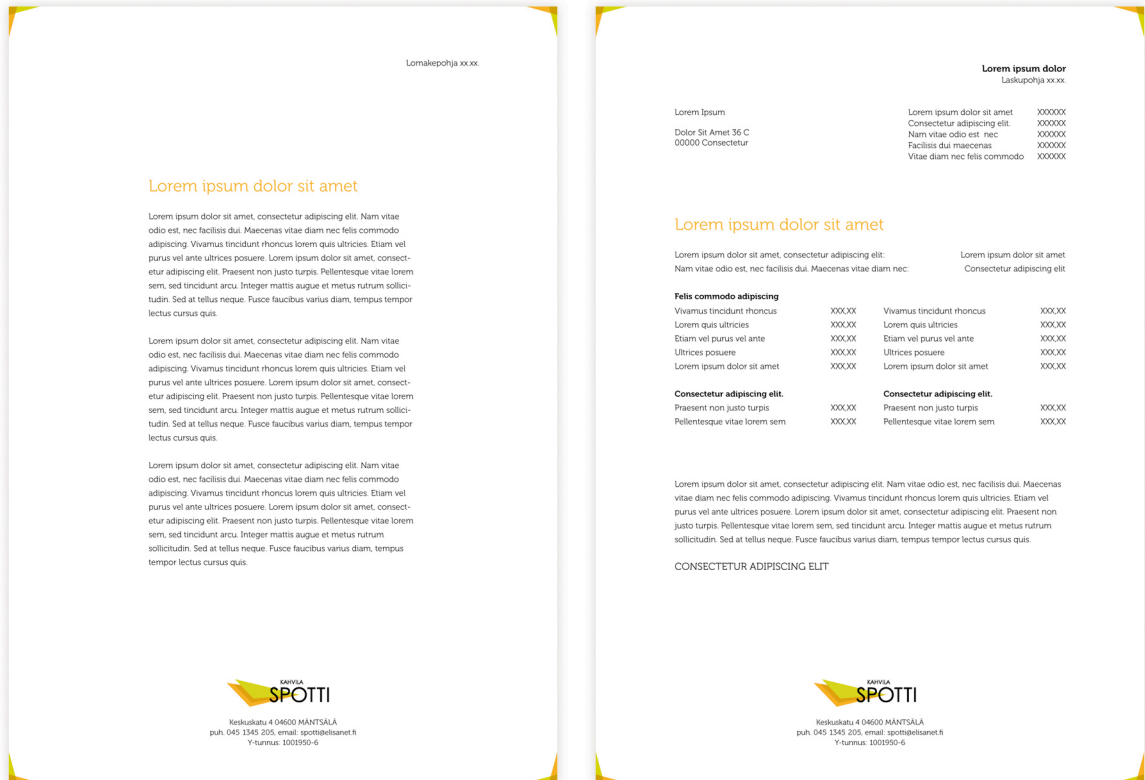 Lomakepohja xx.xx.
Lorem ipsum dolor sit amet
Lorem ipsum dolor sit amet, consectetur adipiscing elit. Nam vitae
odio est, nec facilisis dui. Maecenas vitae diam nec felis commodo
adipiscing. Vivamus tincidunt rhoncus lorem quis ultricies. Etiam vel
purus vel ante ultrices posuere. Lorem ipsum dolor sit amet, consect-
etur adipiscing elit. Praesent non justo turpis. Pellentesque vitae lorem
sem, sed tincidunt arcu. Integer mattis augue et metus rutrum sollici-
tudin. Sed at tellus neque. Fusce faucibus varius diam, tempus tempor
lectus cursus quis.
Lorem ipsum dolor sit amet, consectetur adipiscing elit. Nam vitae
odio est, nec facilisis dui. Maecenas vitae diam nec felis commodo
adipiscing. Vivamus tincidunt rhoncus lorem quis ultricies. Etiam vel
purus vel ante ultrices posuere. Lorem ipsum dolor sit amet, consect-
etur adipiscing elit. Praesent non justo turpis. Pellentesque vitae lorem
sem, sed tincidunt arcu. Integer mattis augue et metus rutrum sollici-
tudin. Sed at tellus neque. Fusce faucibus varius diam, tempus tempor
lectus cursus quis.
Lorem ipsum dolor sit amet, consectetur adipiscing elit. Nam vitae
odio est, nec facilisis dui. Maecenas vitae diam nec felis commodo
adipiscing. Vivamus tincidunt rhoncus lorem quis ultricies. Etiam vel
purus vel ante ultrices posuere. Lorem ipsum dolor sit amet, consect-
etur adipiscing elit. Praesent non justo turpis. Pellentesque vitae lorem
sem, sed tincidunt arcu. Integer mattis augue et metus rutrum
sollicitudin. Sed at tellus neque. Fusce faucibus varius diam, tempus
tempor lectus cursus quis.
KAHVILA
SPOTTI
Keskuskatu 4 04600 MÄNTSÄLÄ
puh. 045 1345 205, email: spotti@elisanet.fi
Y-tunnus: 1001950-6
Lorem ipsum dolor
Laskupohja xx.xx.
Lorem Ipsum
Dolor Sit Amet 36 C
00000 Consectetur
Lorem ipsum dolor sit amet XXXXXX
Consectetur adipiscing elit. XXXXXX
Nam vitae odio est nec XXXXXX
Facilisis dui maecenas XXXXXX
Vitae diam nec felis commodo XXXXXX
Lorem ipsum dolor sit amet
Lorem ipsum dolor sit amet, consectetur adipiscing elit: Lorem ipsum dolor sit amet
Nam vitae odio est, nec facilisis dui. Maecenas vitae diam nec: Consectetur adipiscing elit
Felis commodo adipiscing
Vivamus tincidunt rhoncus XXX,XX Vivamus tincidunt rhoncus XXX,XX
Lorem quis ultricies XXX,XX Lorem quis ultricies XXX,XX
Etiam vel purus vel ante XXX,XX Etiam vel purus vel ante XXX,XX
Ultrices posuere XXX,XX Ultrices posuere XXX,XX
Lorem ipsum dolor sit amet XXX,XX Lorem ipsum dolor sit amet XXX,XX
Consectetur adipiscing elit. Consectetur adipiscing elit.
Praesent non justo turpis XXX,XX Praesent non justo turpis XXX,XX
Pellentesque vitae lorem sem XXX,XX Pellentesque vitae lorem sem XXX,XX
Lorem ipsum dolor sit amet, consectetur adipiscing elit. Nam vitae odio est, nec facilisis dui. Maecenas
vitae diam nec felis commodo adipiscing. Vivamus tincidunt rhoncus lorem quis ultricies. Etiam vel
purus vel ante ultrices posuere. Lorem ipsum dolor sit amet, consectetur adipiscing elit. Praesent non
justo turpis. Pellentesque vitae lorem sem, sed tincidunt arcu. Integer mattis augue et metus rutrum
sollicitudin. Sed at tellus neque. Fusce faucibus varius diam, tempus tempor lectus cursus quis.
CONSECTETUR ADIPISCING ELIT
KAHVILA
SPOTTI
Keskuskatu 4 04600 MÄNTSÄLÄ
puh. 045 1345 205, email: spotti@elisanet.fi
Y-tunnus: 1001950-6